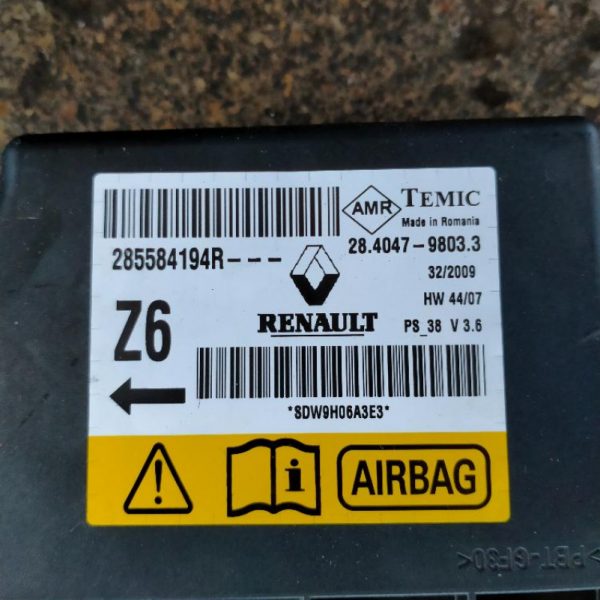 AMR TEMIC
Made in Romania
285584194R--- 28.4047-9803.3
32/2009
HW 44/07
Z6 RENAULT PS_38 V 3.6
*8DW9H06A3E3*
i AIRBAG
>PBT-GF30<